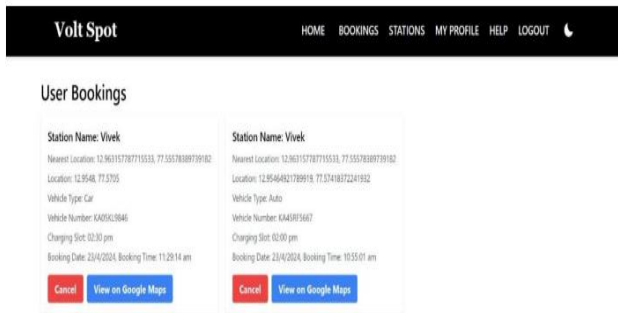 Volt Spot
HOME BOOKINGS STATIONS MY PROFILE HELP LOGOUT
User Bookings
Station Name: Vivek
Nearest Location: 12.963157787715533, 77.55578389739182
Location: 12.9548, 77.5705
Vehicle Type: Car
Vehicle Number: KA05KL9846
Charging Slot: 02:30 pm
Booking Date: 23/4/2024, Booking Time: 11:29:14 am
Cancel View on Google Maps
Station Name: Vivek
Nearest Location: 12.963157787715533, 77.55578389739182
Location: 12.95464921789919, 77.57418372241932
Vehicle Type: Auto
Vehicle Number: KA45RF5667
Charging Slot: 02:00 pm
Booking Date: 23/4/2024, Booking Time: 10:55:01 am
Cancel View on Google Maps